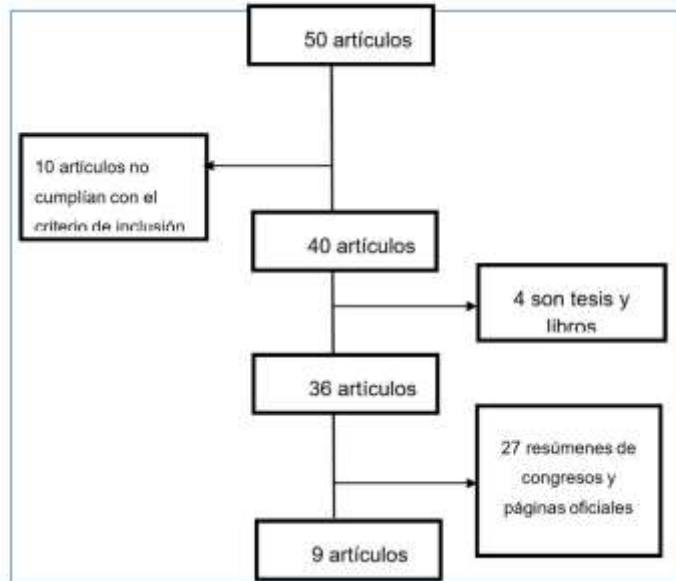 50 artículos
10 artículos no
cumplían con el
criterio de inclusión
40 artículos
4 son tesis y
libros
36 artículos
27 resúmenes de
congresos y
páginas oficiales
9 artículos